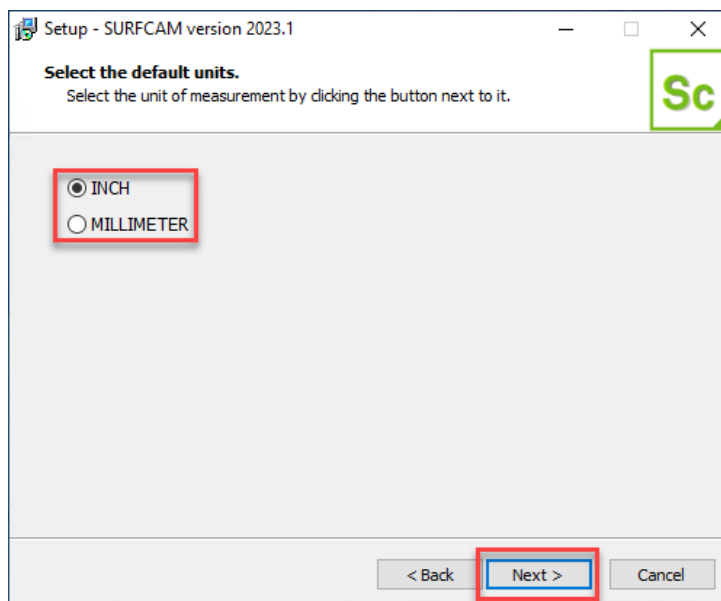 Setup - SURFCAM version 2023.1
Select the default units.
Select the unit of measurement by clicking the button next to it.
Sc
INCH
MILLIMETER
< Back
Next >
Cancel